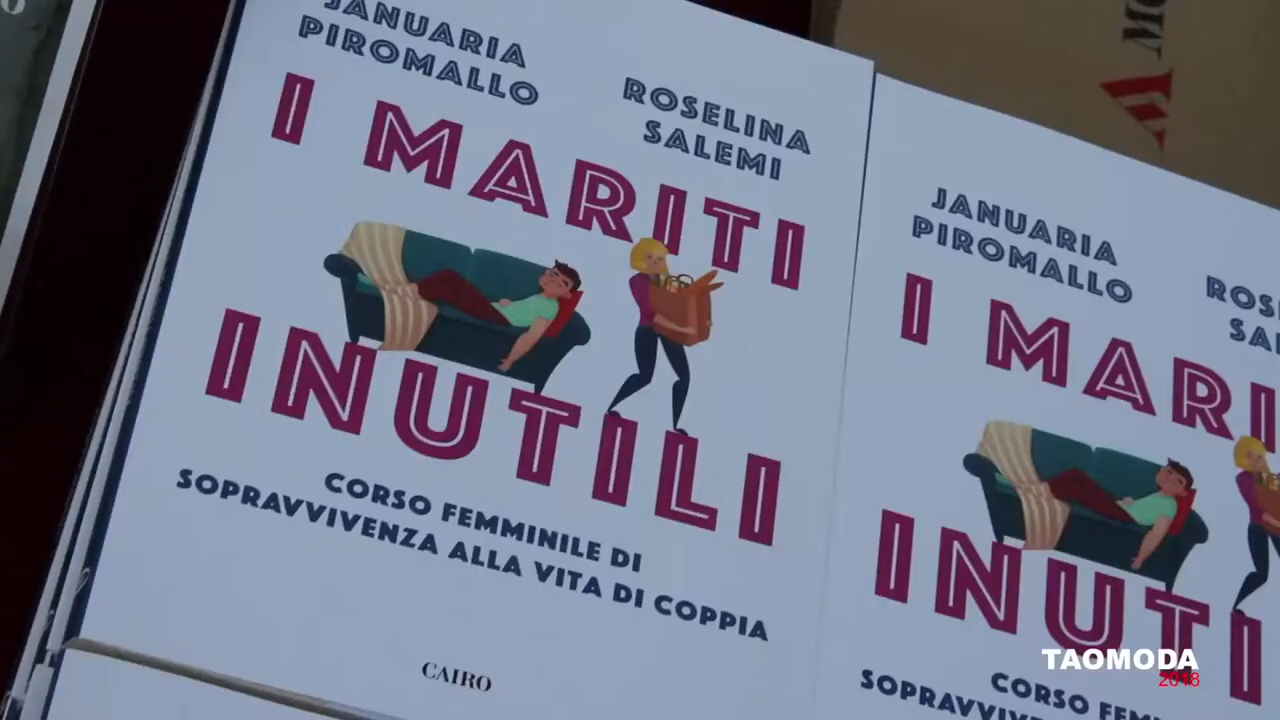 JANUARIA
PIROMALLO
ROSELINA
SALEMI
I MARITI
INUTILI
CORSO FEMMINILE DI
SOPRAVVIVENZA ALLA VITA DI COPPIA
CAIRO
JANUARIA
PIROMALLO
I
INUTI
CORSO
TAOMODA
2018